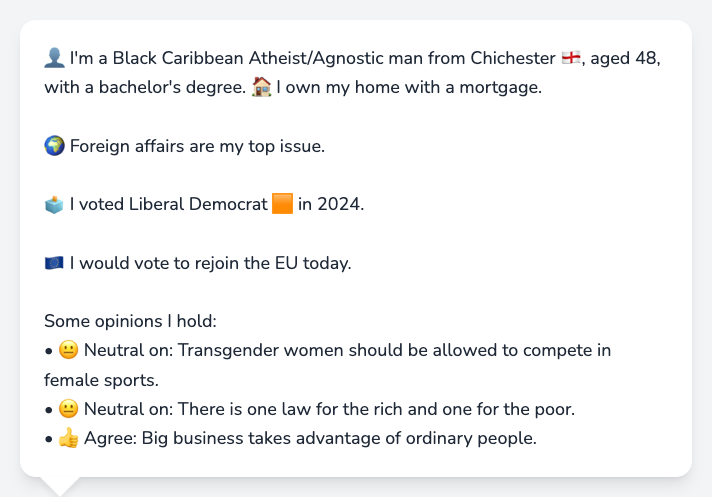 👤 I'm a Black Caribbean Atheist/Agnostic man from Chichester 🏴󠁧󠁢󠁥󠁮󠁧󠁿, aged 48,
with a bachelor's degree. 🏠 I own my home with a mortgage.
🌍 Foreign affairs are my top issue.
🗳️ I voted Liberal Democrat 🟧 in 2024.
🇪🇺 I would vote to rejoin the EU today.
Some opinions I hold:
• 😐 Neutral on: Transgender women should be allowed to compete in
female sports.
• 😐 Neutral on: There is one law for the rich and one for the poor.
• 👍 Agree: Big business takes advantage of ordinary people.